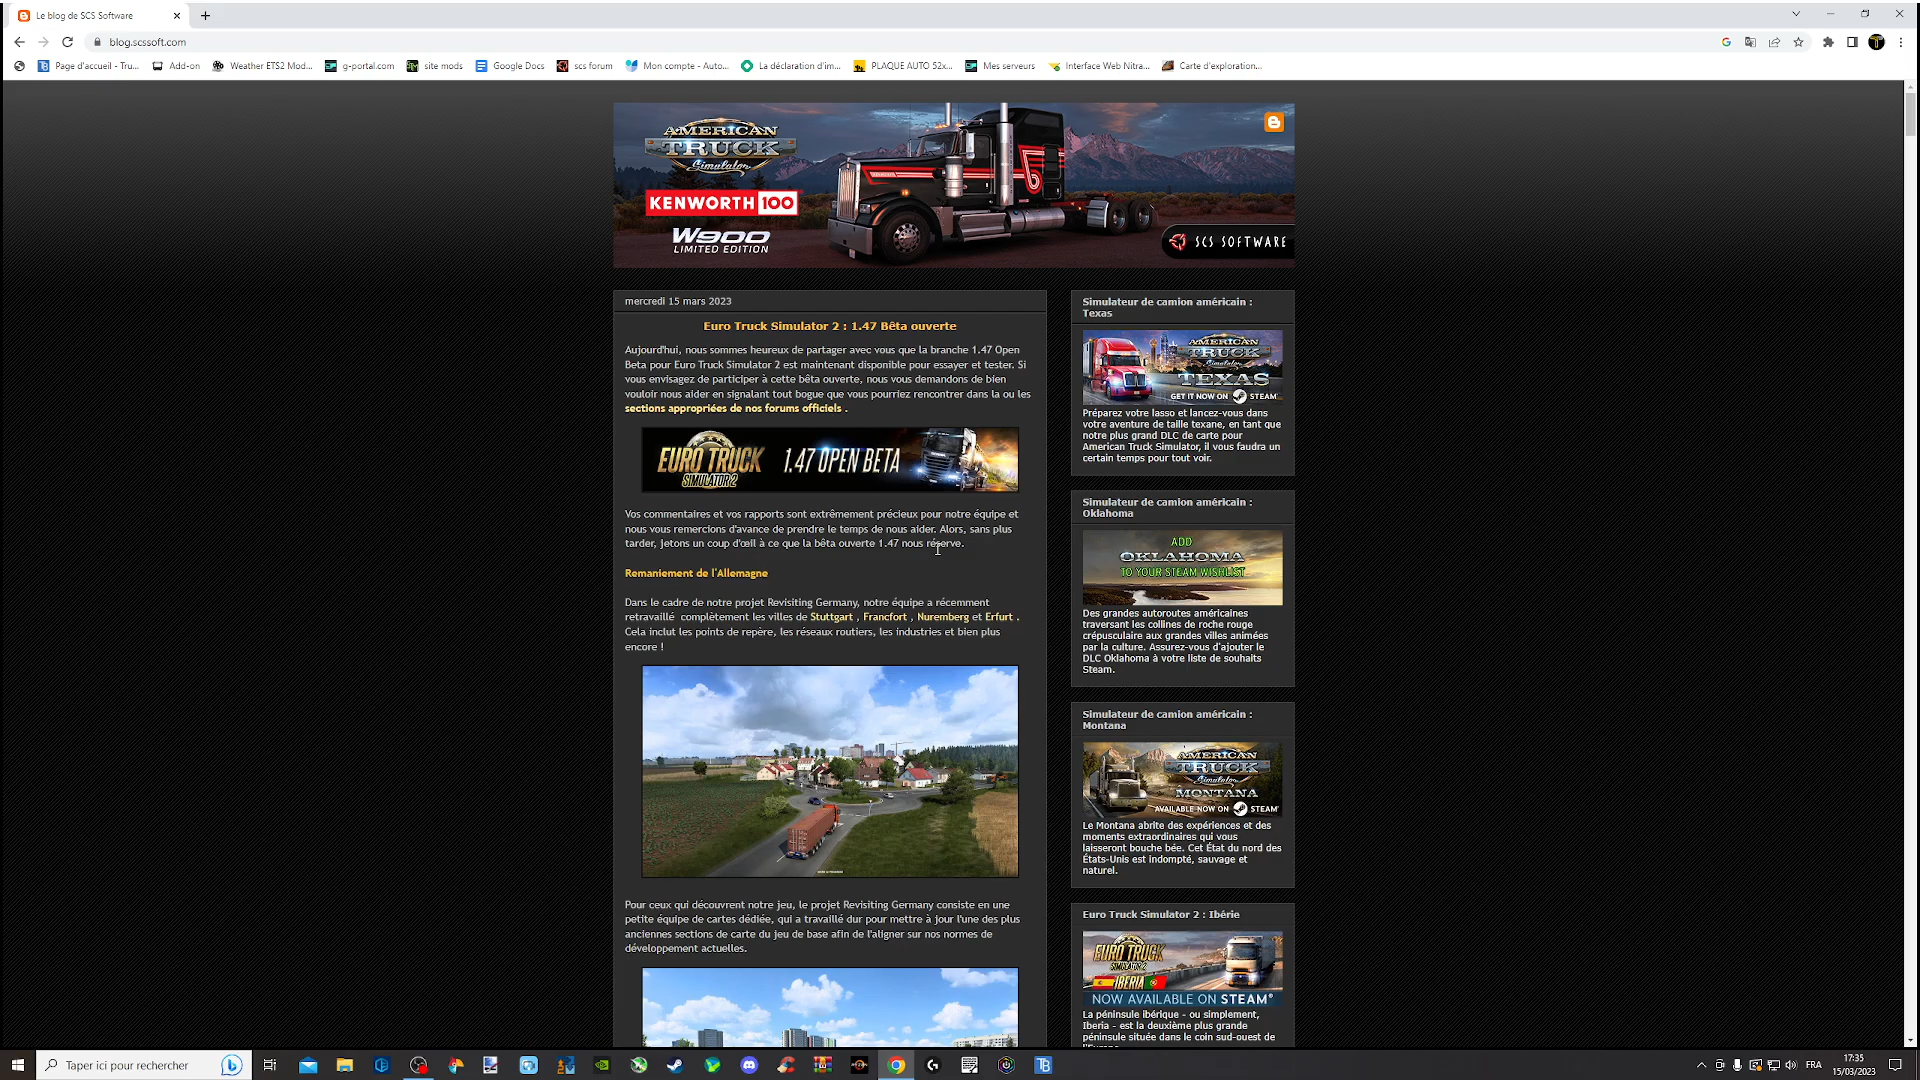 Le blog de SCS Software
blog.scssoft.com
Page d'accueil - Tru...
Add-on
Weather ETS2 Mod...
g-portal.com
site mods
Google Docs
scs forum
Mon compte - Auto...
La déclaration d'im...
PLAQUE AUTO 52x...
Mes serveurs
Interface Web Nitra...
Carte d'exploration...
AMERICAN
TRUCK
Simulator
KENWORTH 100
W900
LIMITED EDITION
SCS SOFTWARE
mercredi 15 mars 2023
Euro Truck Simulator 2 : 1.47 Bêta ouverte
Aujourd'hui, nous sommes heureux de partager avec vous que la branche 1.47 Open
Beta pour Euro Truck Simulator 2 est maintenant disponible pour essayer et tester. Si
vous envisagez de participer à cette bêta ouverte, nous vous demandons de bien
vouloir nous aider en signalant tout bogue que vous pourriez rencontrer dans la ou les
sections appropriées de nos forums officiels .
EURO TRUCK
SIMULATOR 2
1.47 OPEN BETA
Vos commentaires et vos rapports sont extrêmement précieux pour notre équipe et
nous vous remercions d'avance de prendre le temps de nous aider. Alors, sans plus
tarder, jetons un coup d'œil à ce que la bêta ouverte 1.47 nous réserve.
Remaniement de l'Allemagne
Dans le cadre de notre projet Revisiting Germany, notre équipe a récemment
retravaillé complètement les villes de Stuttgart , Francfort , Nuremberg et Erfurt .
Cela inclut les points de repère, les réseaux routiers, les industries et bien plus
encore !
Pour ceux qui découvrent notre jeu, le projet Revisiting Germany consiste en une
petite équipe de cartes dédiée, qui a travaillé dur pour mettre à jour l'une des plus
anciennes sections de carte du jeu de base afin de l'aligner sur nos normes de
développement actuelles.
Simulateur de camion américain :
Texas
AMERICAN
TRUCK
Simulator
TEXAS
GET IT NOW ON STEAM
Préparez votre lasso et lancez-vous dans
votre aventure de taille texane, en tant que
notre plus grand DLC de carte pour
American Truck Simulator, il vous faudra un
certain temps pour tout voir.
Simulateur de camion américain :
Oklahoma
ADD
OKLAHOMA
TO YOUR STEAM WISHLIST
Des grandes autoroutes américaines
traversant les collines de roche rouge
crépusculaire aux grandes villes animées
par la culture. Assurez-vous d'ajouter le
DLC Oklahoma à votre liste de souhaits
Steam.
Simulateur de camion américain :
Montana
AMERICAN
TRUCK
Simulator
MONTANA
AVAILABLE NOW ON STEAM
Le Montana abrite des expériences et des
moments extraordinaires qui vous
laisseront bouche bée. Cet État du nord des
États-Unis est indompté, sauvage et
naturel.
Euro Truck Simulator 2 : Ibérie
EURO TRUCK
SIMULATOR 2
IBERIA
NOW AVAILABLE ON STEAM
La péninsule ibérique - ou simplement,
Iberia - est la deuxième plus grande
péninsule située dans le coin sud-ouest de
Taper ici pour rechercher
FRA
17:35
15/03/2023